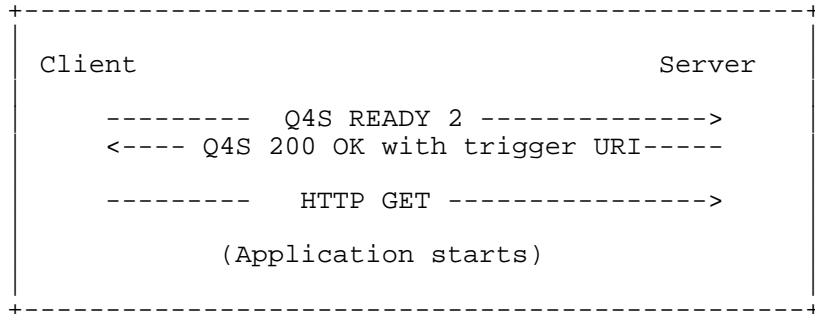 Client Server
--------- Q4S READY 2 -------------->
<---- Q4S 200 OK with trigger URI-----
--------- HTTP GET ---------------->
(Application starts)